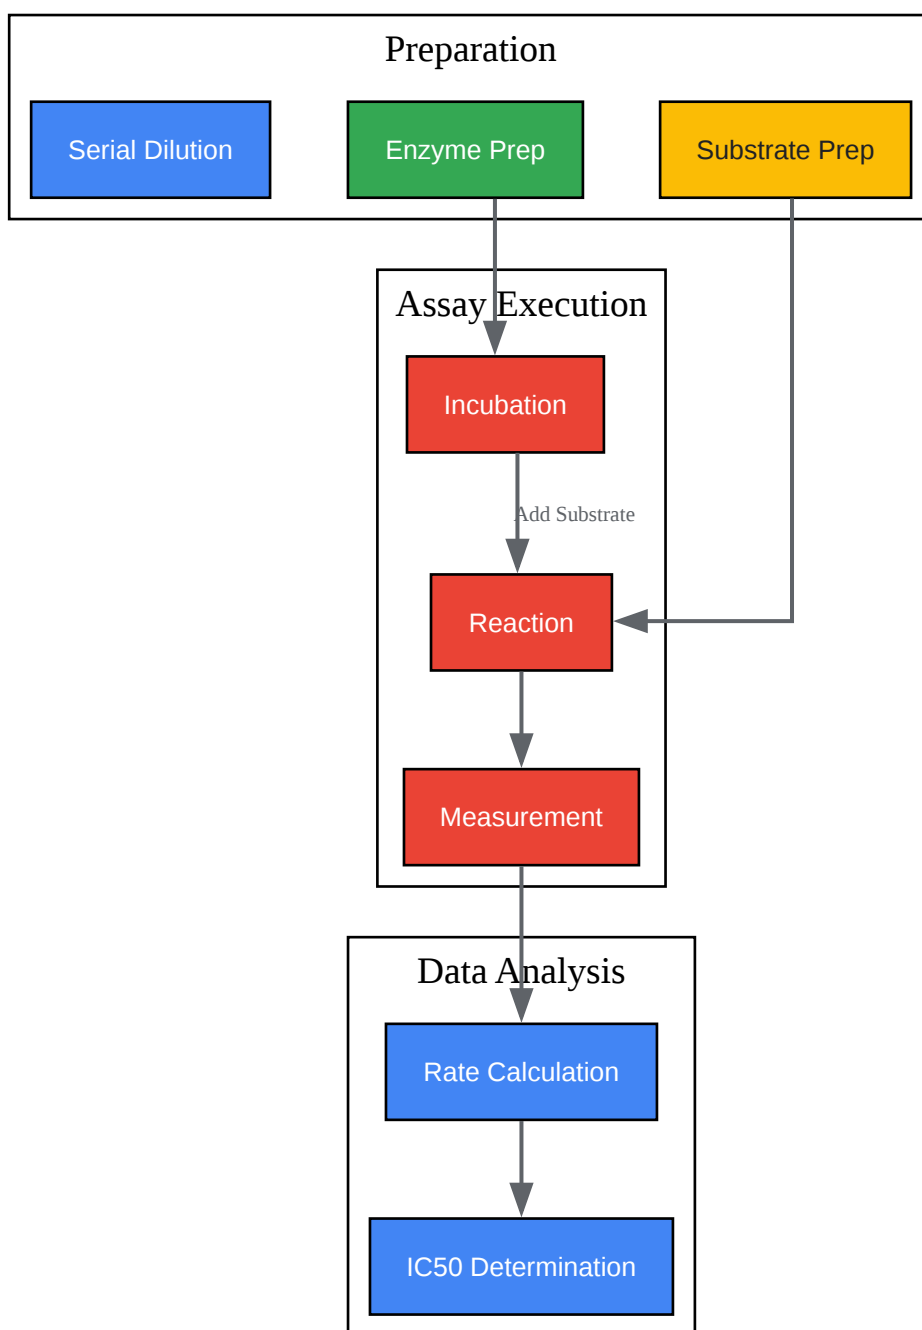 Preparation
Serial Dilution
Enzyme Prep
Substrate Prep
Assay Execution
Incubation
Add Substrate
Reaction
Measurement
Data Analysis
Rate Calculation
IC50 Determination